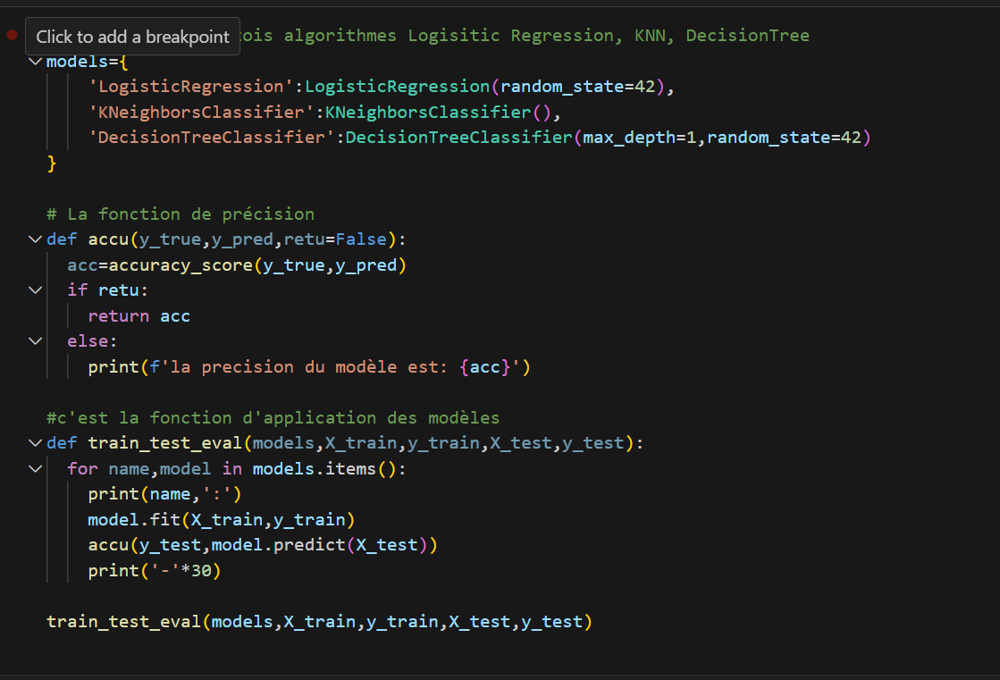 Click to add a breakpoint ois algorithmes Logisitic Regression, KNN, DecisionTree
models={
'LogisticRegression':LogisticRegression(random_state=42),
'KNeighborsClassifier':KNeighborsClassifier(),
'DecisionTreeClassifier':DecisionTreeClassifier(max_depth=1,random_state=42)
}
# La fonction de précision
def accu(y_true,y_pred,retu=False):
acc=accuracy_score(y_true,y_pred)
if retu:
return acc
else:
print(f'la precision du modèle est: {acc}')
#c'est la fonction d'application des modèles
def train_test_eval(models,X_train,y_train,X_test,y_test):
for name,model in models.items():
print(name,':')
model.fit(X_train,y_train)
accu(y_test,model.predict(X_test))
print('-'*30)
train_test_eval(models,X_train,y_train,X_test,y_test)